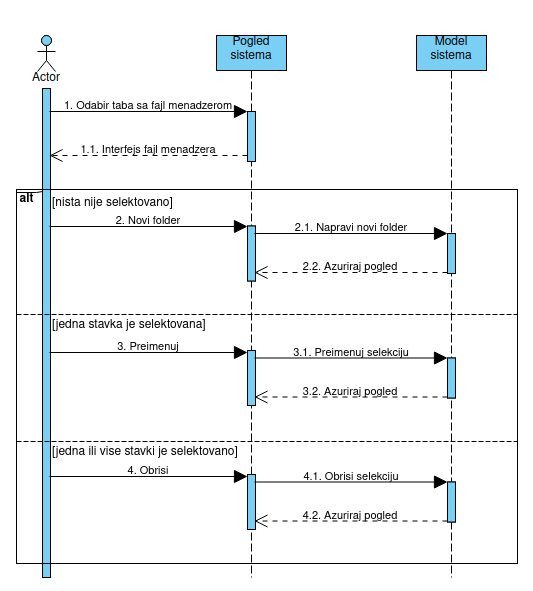 Pogled
sistema
Model
sistema
Actor
1. Odabir taba sa fajl menadzerom
1.1. Interfejs fajl menadzera
alt
[nista nije selektovano]
2. Novi folder
2.1. Napravi novi folder
2.2. Azuriraj pogled
[jedna stavka je selektovana]
3. Preimenuj
3.1. Preimenuj selekciju
3.2. Azuriraj pogled
[jedna ili vise stavki je selektovano]
4. Obrisi
4.1. Obrisi selekciju
4.2. Azuriraj pogled